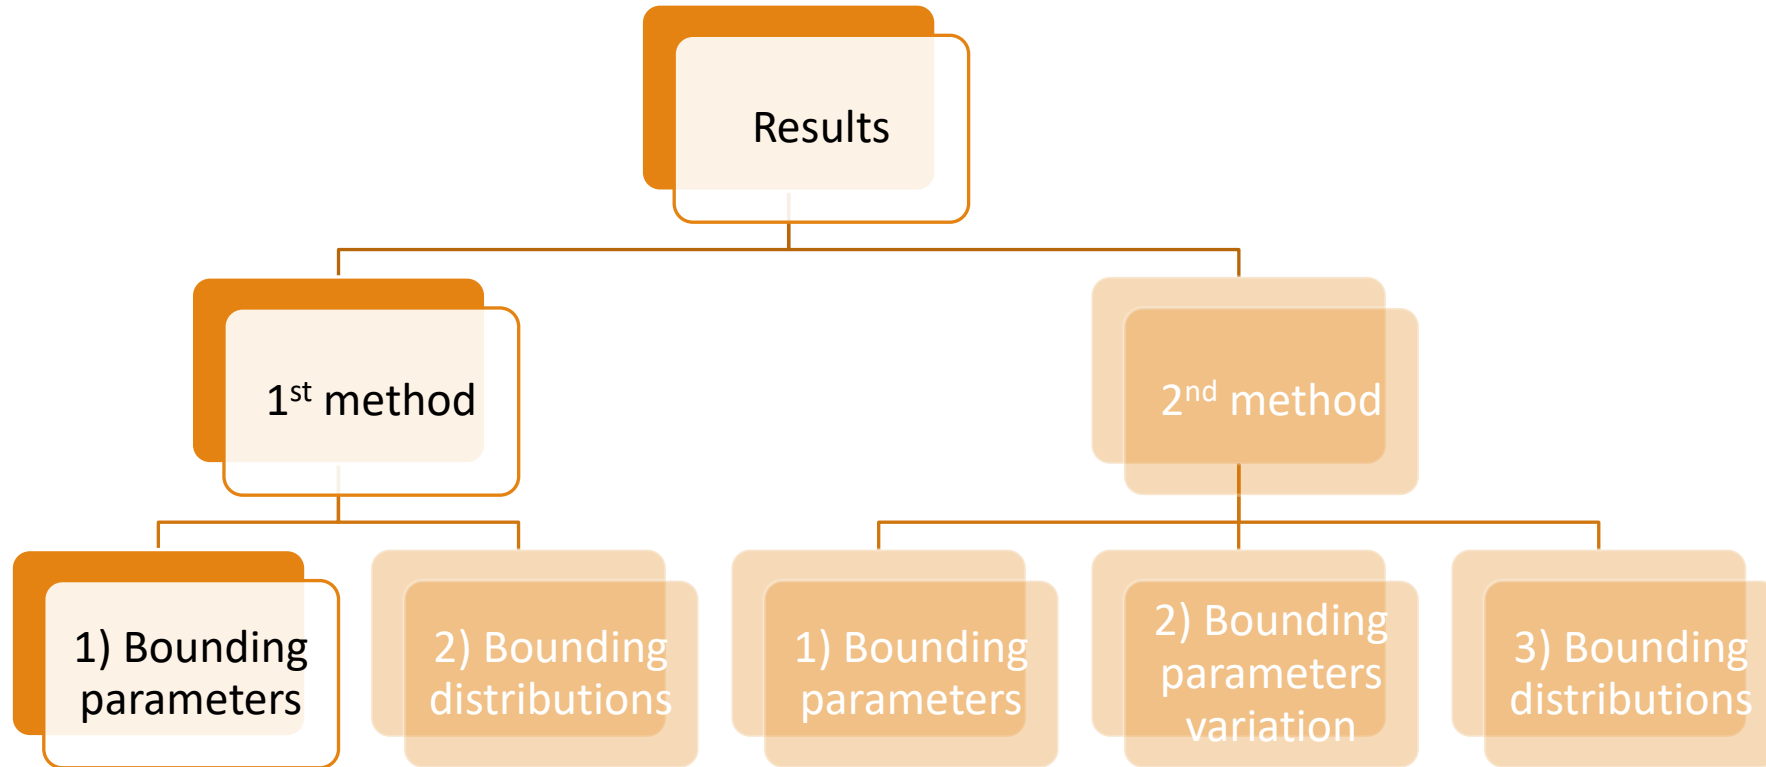 Results
1st method
2nd method
1) Bounding
parameters
2) Bounding
distributions
1) Bounding
parameters
2) Bounding
parameters
variation
3) Bounding
distributions